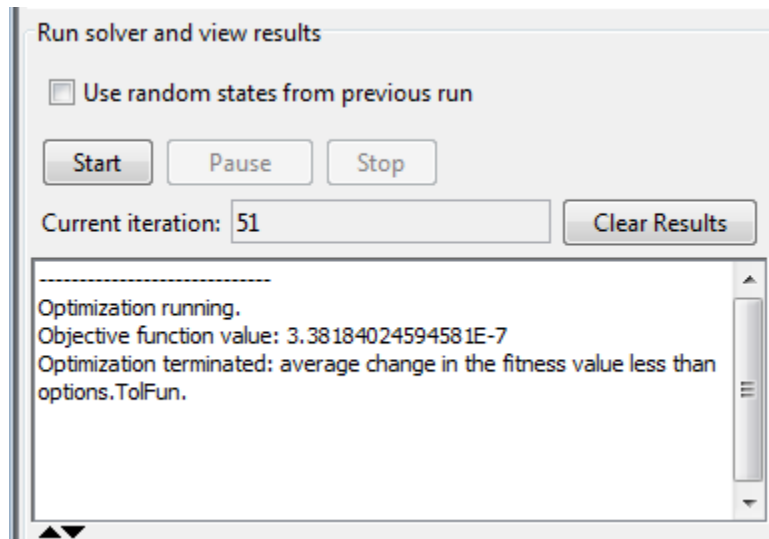 Run solver and view results
Use random states from previous run
Start Pause Stop
Current iteration: 51 Clear Results
------------------------------
Optimization running.
Objective function value: 3.38184024594581E-7
Optimization terminated: average change in the fitness value less than
options.TolFun.